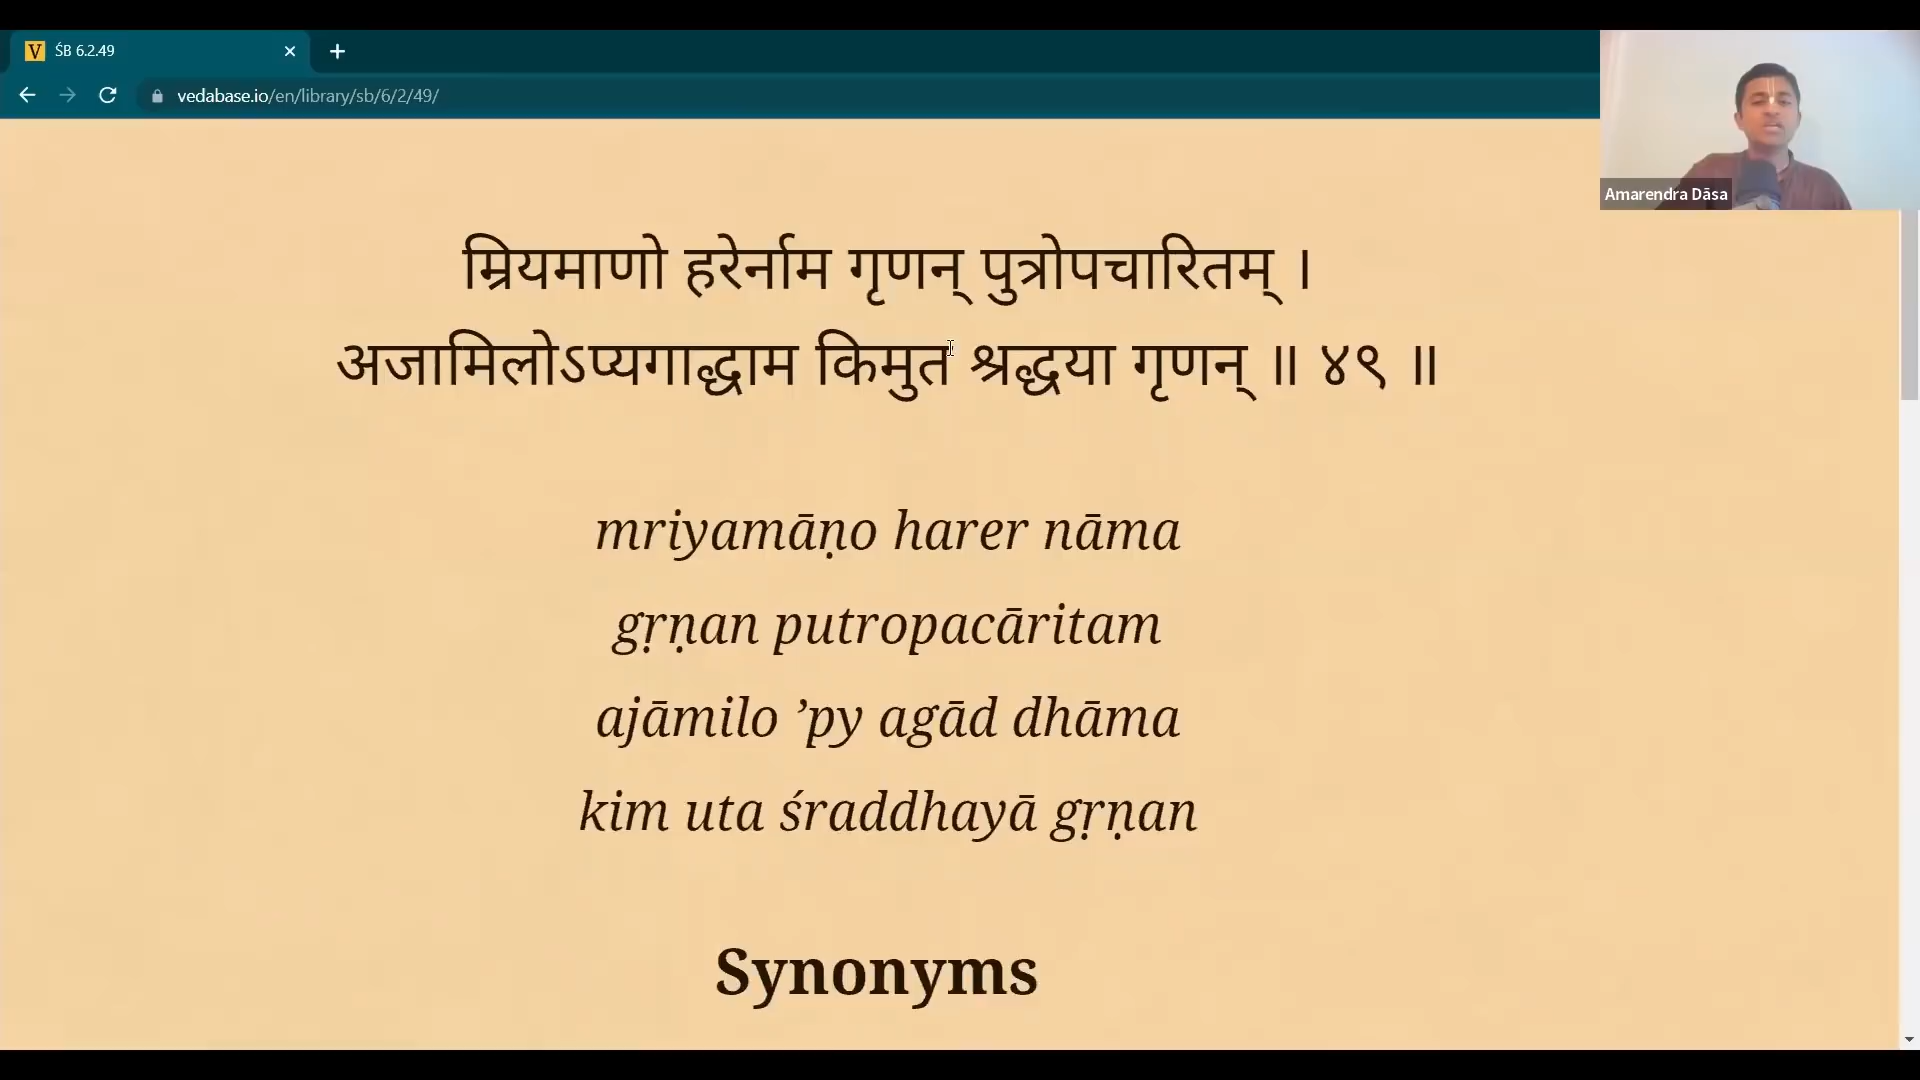 ŚB 6.2.49
vedabase.io/en/library/sb/6/2/49/
Amarendra Dāsa
म्रियमाणो हरेर्नाम गृणन् पुत्रोपचारितम् ।
अजामिलोऽप्यगाद्धाम किमुत श्रद्धया गृणन् ॥ ४९ ॥
mriyamāṇo harer nāma
gṛṇan putropacāritam
ajāmilo ’py agād dhāma
kim uta śraddhayā gṛṇan
Synonyms